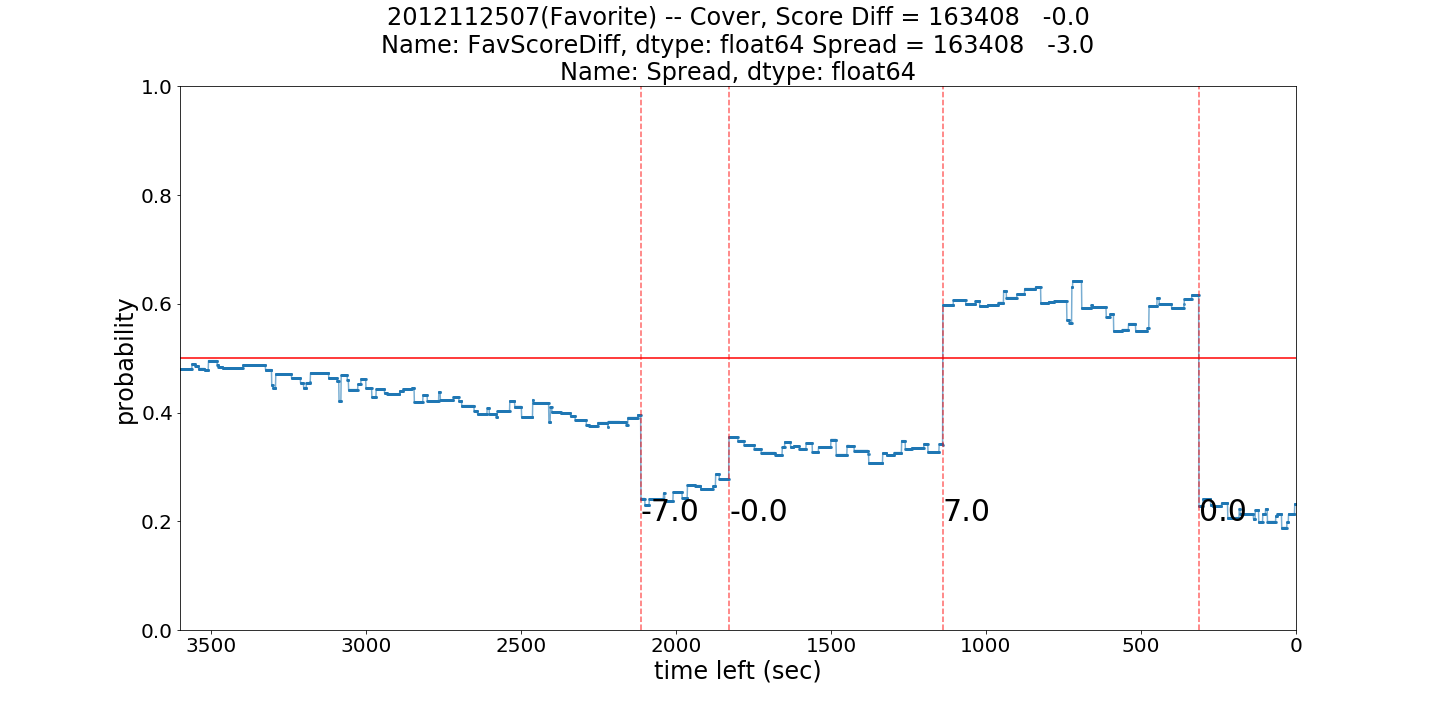 2012112507(Favorite) -- Cover, Score Diff = 163408   -0.0
Name: FavScoreDiff, dtype: float64 Spread = 163408   -3.0
Name: Spread, dtype: float64
1.0
0.8
0.6
0.4
0.2
0.0
probability
-7.0
-0.0
7.0
0.0
3500 3000 2500 2000 1500 1000 500 0
time left (sec)